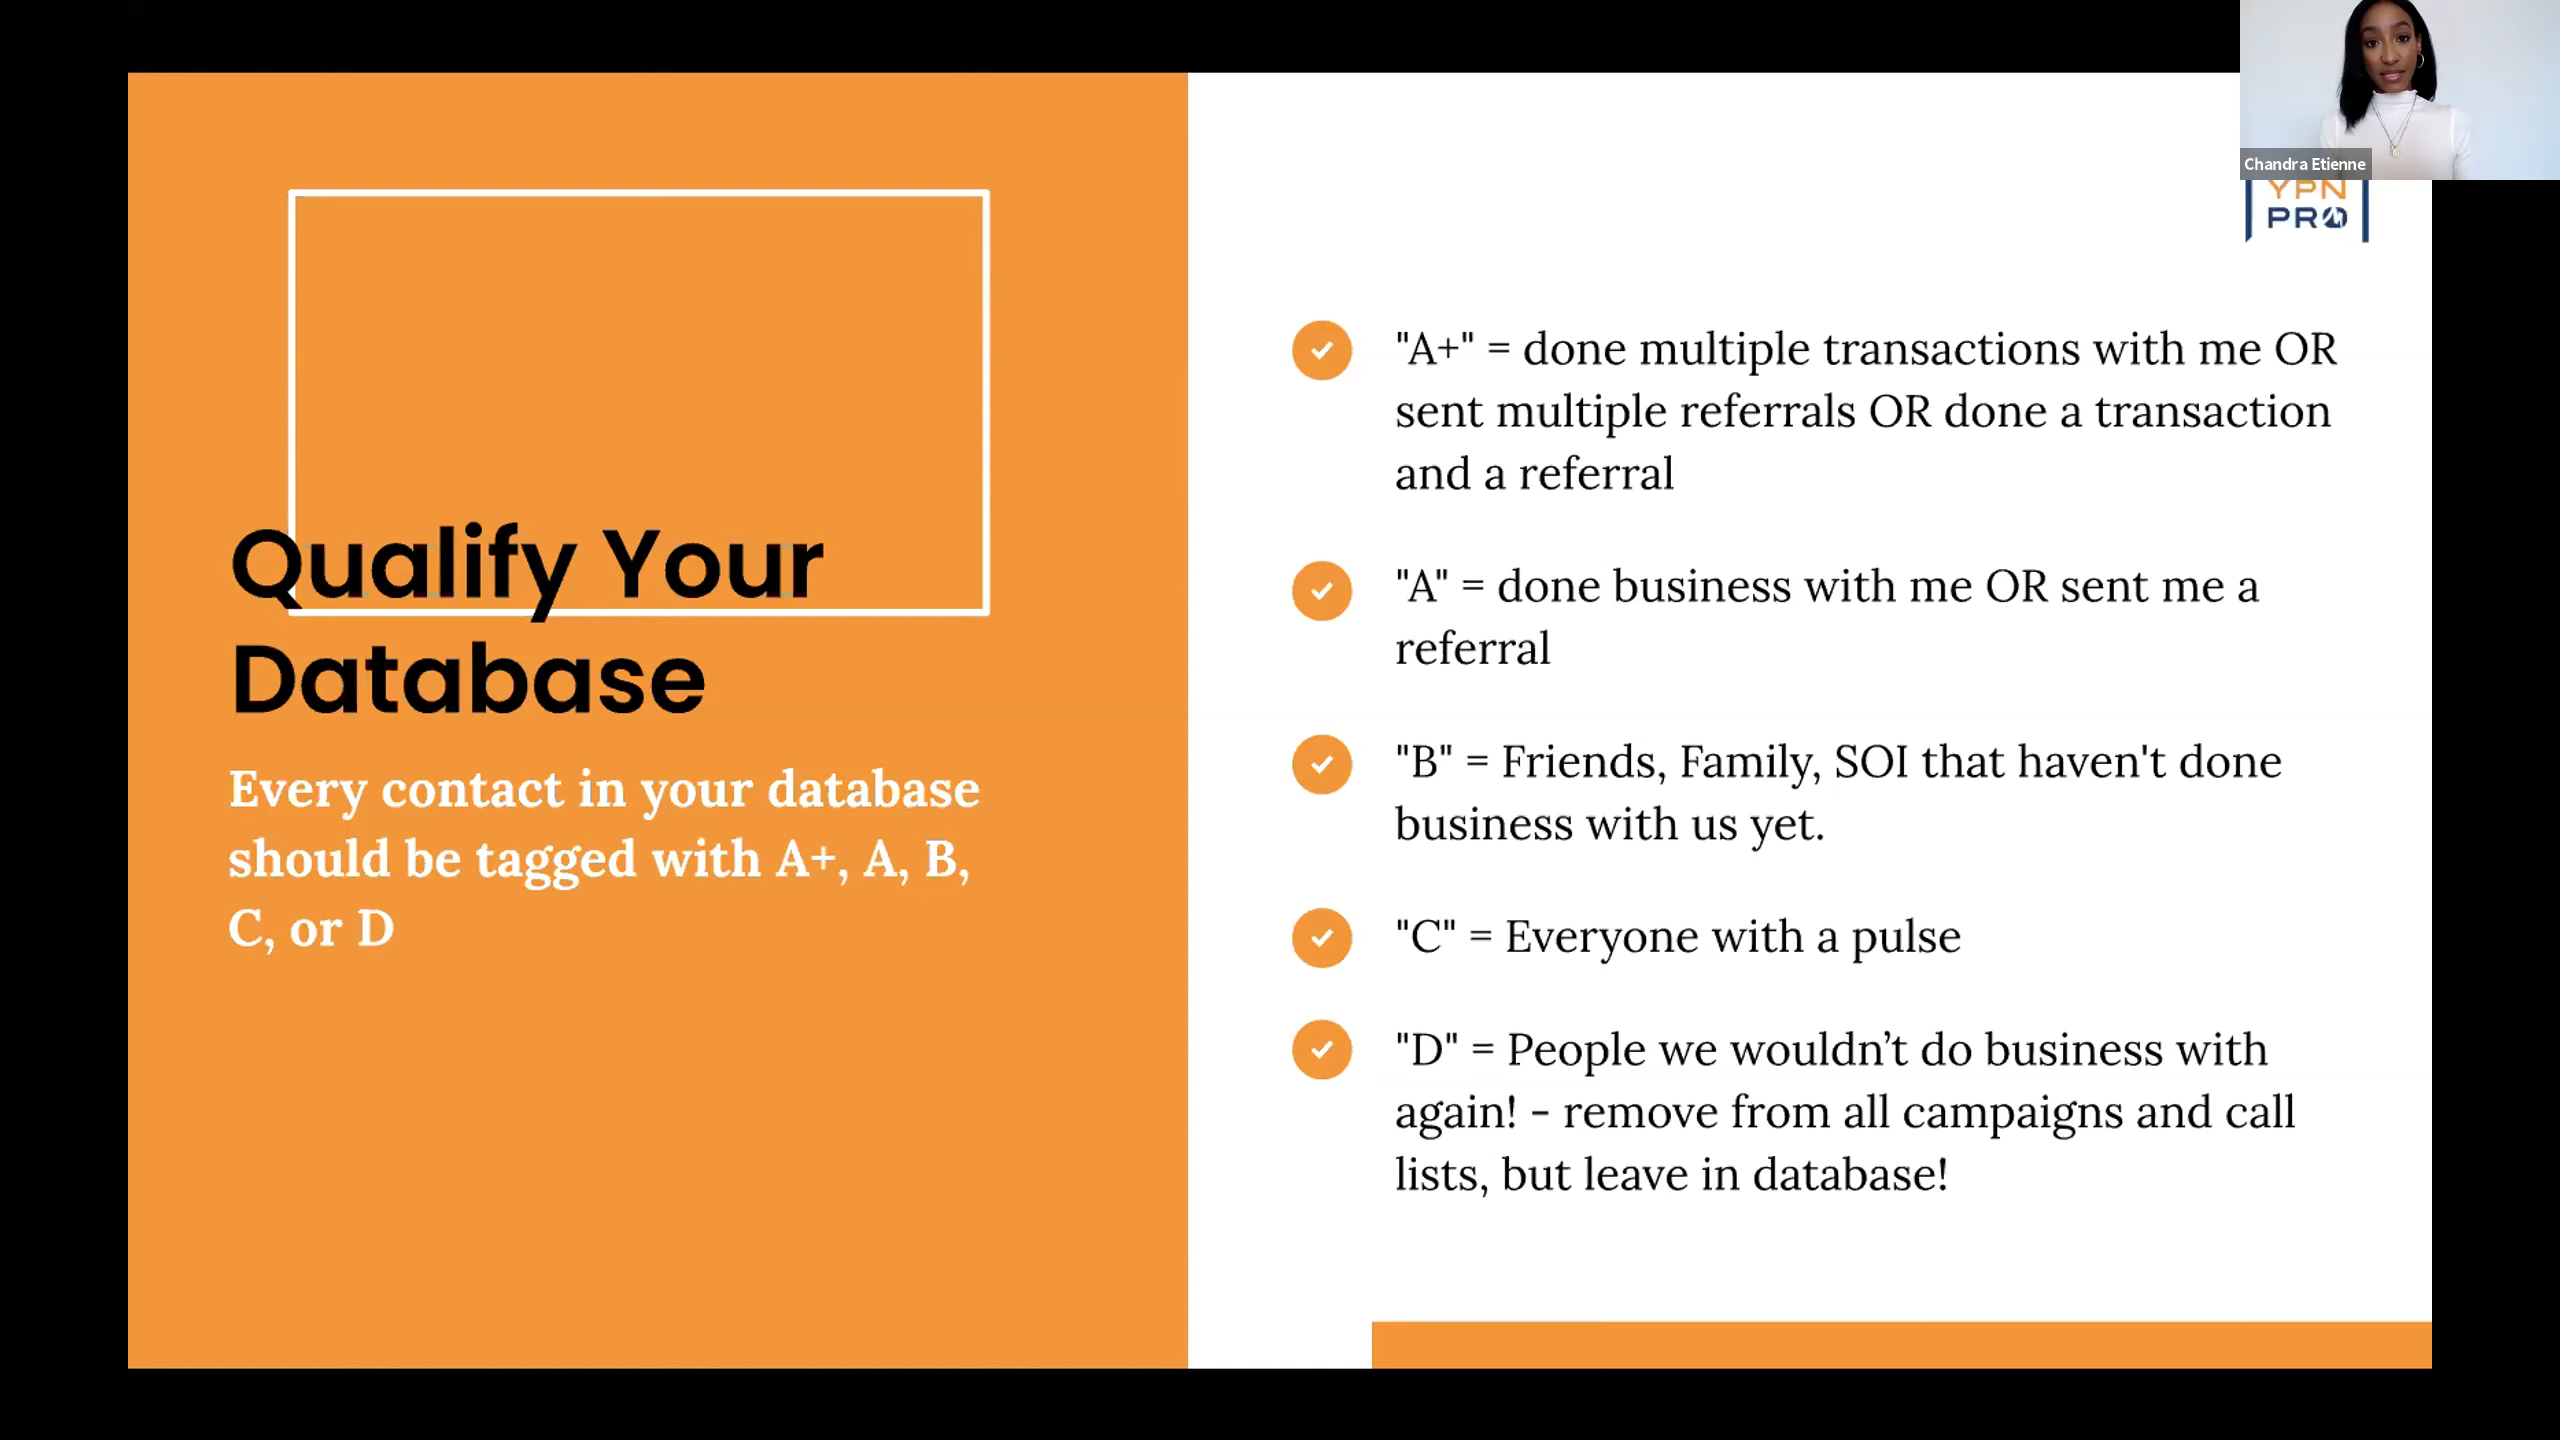 Chandra Etienne
YPN
PRO
Qualify Your
Database
Every contact in your database
should be tagged with A+, A, B,
C, or D
"A+" = done multiple transactions with me OR
sent multiple referrals OR done a transaction
and a referral
"A" = done business with me OR sent me a
referral
"B" = Friends, Family, SOI that haven't done
business with us yet.
"C" = Everyone with a pulse
"D" = People we wouldn’t do business with
again! - remove from all campaigns and call
lists, but leave in database!